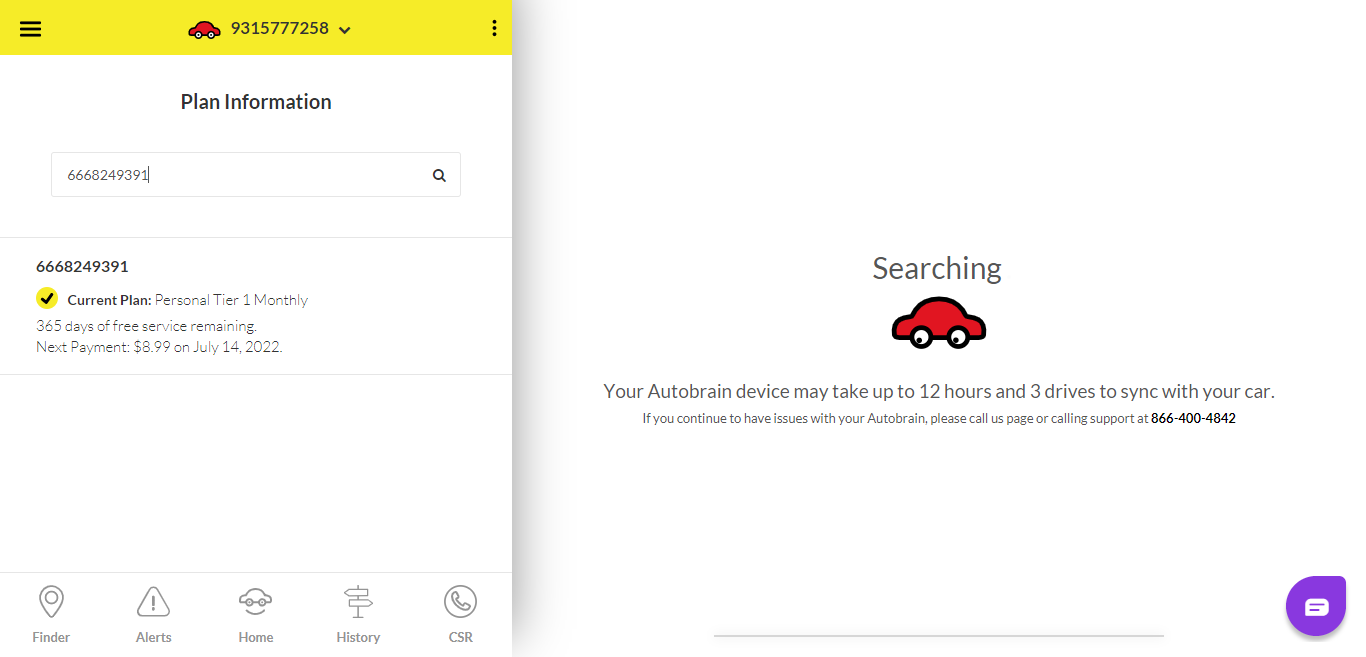 9315777258
Plan Information
6668249391
6668249391
Current Plan: Personal Tier 1 Monthly
365 days of free service remaining.
Next Payment: $8.99 on July 14, 2022.
Finder
Alerts
Home
History
CSR
Searching
Your Autobrain device may take up to 12 hours and 3 drives to sync with your car.
If you continue to have issues with your Autobrain, please call us page or calling support at 866-400-4842